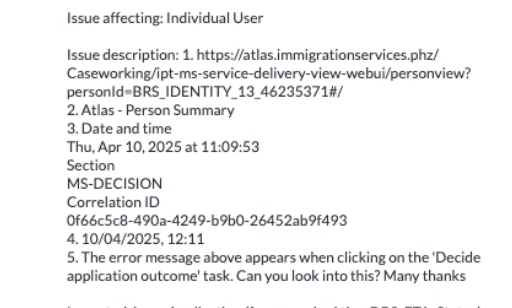 Issue affecting: Individual User
Issue description: 1. https://atlas.immigrationservices.phz/
Caseworking/ipt-ms-service-delivery-view-webui/personview?
personId=BRS_IDENTITY_13_46235371#/
2. Atlas - Person Summary
3. Date and time
Thu, Apr 10, 2025 at 11:09:53
Section
MS-DECISION
Correlation ID
0f66c5c8-490a-4249-b9b0-26452ab9f493
4. 10/04/2025, 12:11
5. The error message above appears when clicking on the 'Decide
application outcome' task. Can you look into this? Many thanks